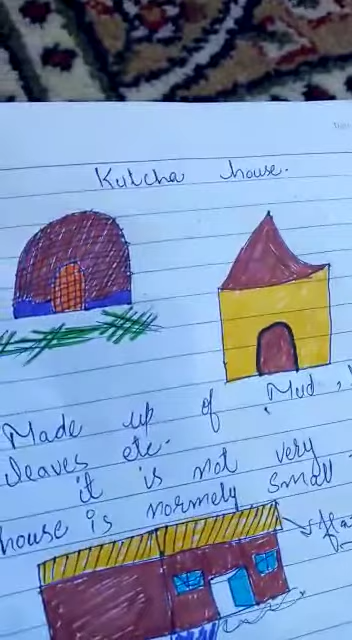 Kutcha house.
Made up of Mud,
leaves etc.
it is not very
house is normely small